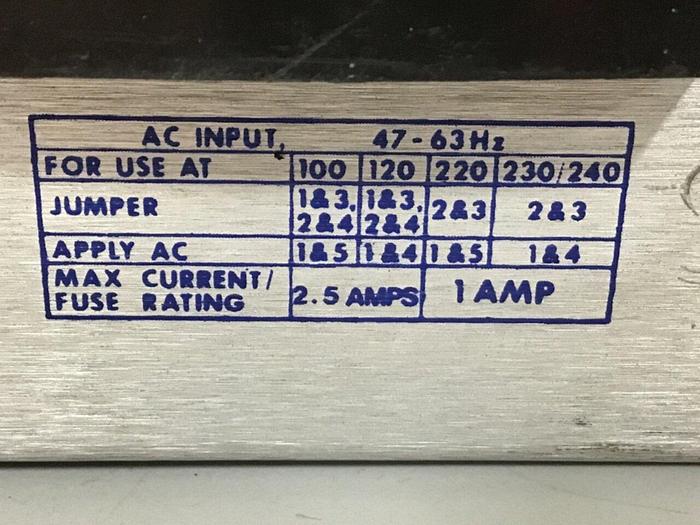 AC INPUT, 47-63Hz
FOR USE AT 100 120 220 230/240
JUMPER 1&3, 2&4 1&3, 2&4 2&3 2&3
APPLY AC 1&5 1&4 1&5 1&4
MAX CURRENT/
FUSE RATING 2.5 AMPS 1 AMP